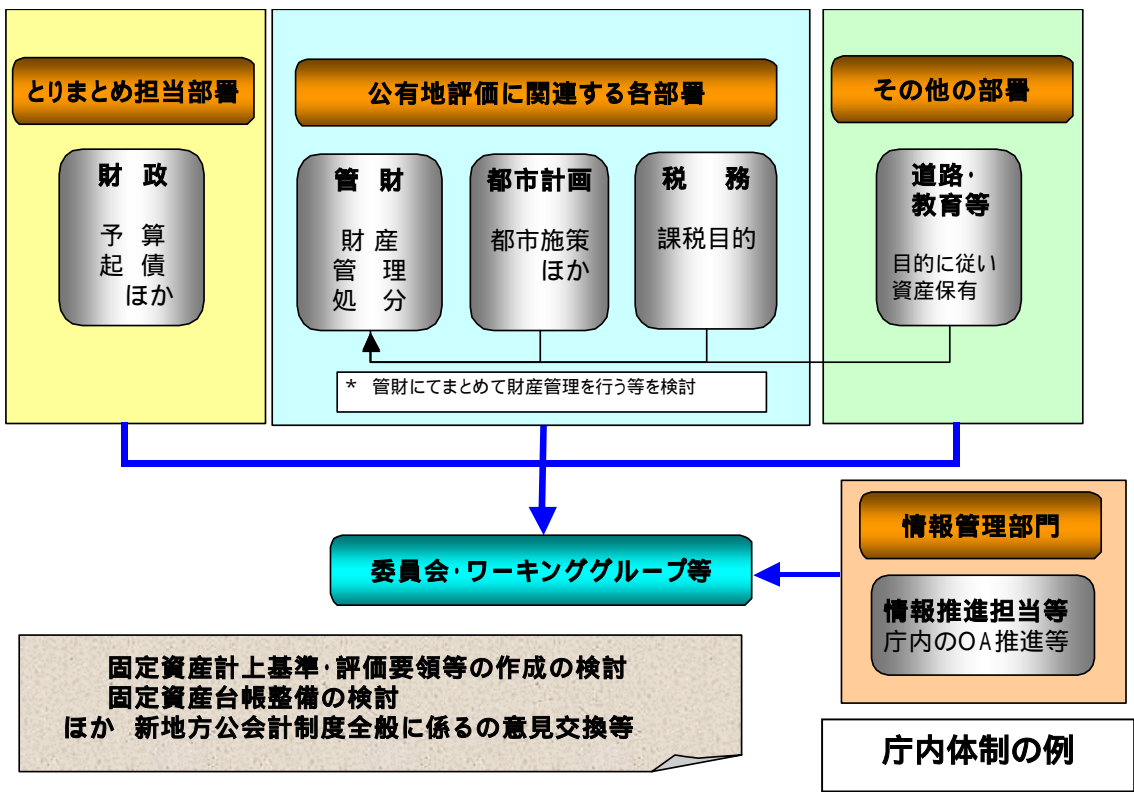 とりまとめ担当部署
財 政
予 算
起 債
ほか
公有地評価に関連する各部署
管 財
財 産
管 理
処 分
都市計画
都市施策
ほか
税 務
課税目的
* 管財にてまとめて財産管理を行う等を検討
その他の部署
道路・
教育等
目的に従い
資産保有
委員会・ワーキンググループ等
情報管理部門
情報推進担当等
庁内のOA推進等
固定資産計上基準・評価要領等の作成の検討
固定資産台帳整備の検討
ほか 新地方公会計制度全般に係るの意見交換等
庁内体制の例